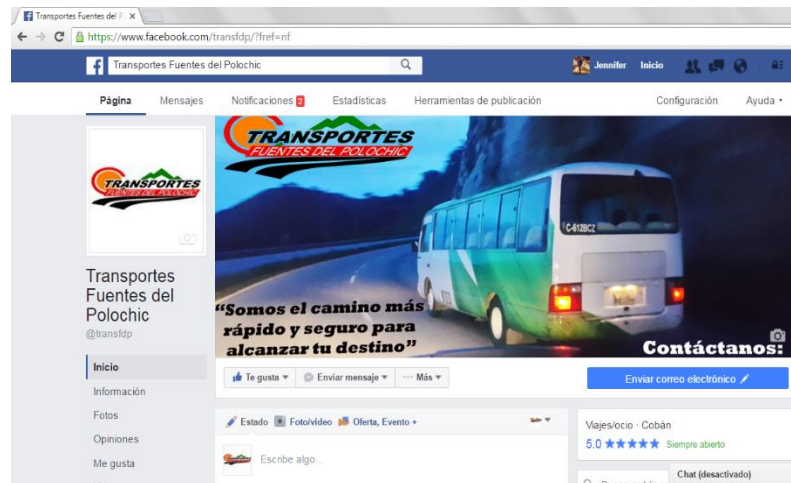 Transportes Fuentes del P
https://www.facebook.com/transfdp/?fref=nf
Transportes Fuentes del Polochic
Jennifer Inicio
Página Mensajes Notificaciones 2 Estadísticas Herramientas de publicación Configuración Ayuda
TRANSPORTES
FUENTES DEL POLOCHIC
TRANSPORTES
FUENTES DEL POLOCHIC
C-612BCZ
Transportes
Fuentes del
Polochic
@transfdp
“Somos el camino más
rápido y seguro para
alcanzar tu destino”
Contáctanos:
Inicio
Información
Fotos
Opiniones
Me gusta
Te gusta Enviar mensaje ··· Más
Enviar correo electrónico
Estado Foto/video Oferta, Evento +
Escribe algo...
Viajes/ocio · Cobán
5.0 ★★★★★ Siempre abierto
Chat (desactivado)